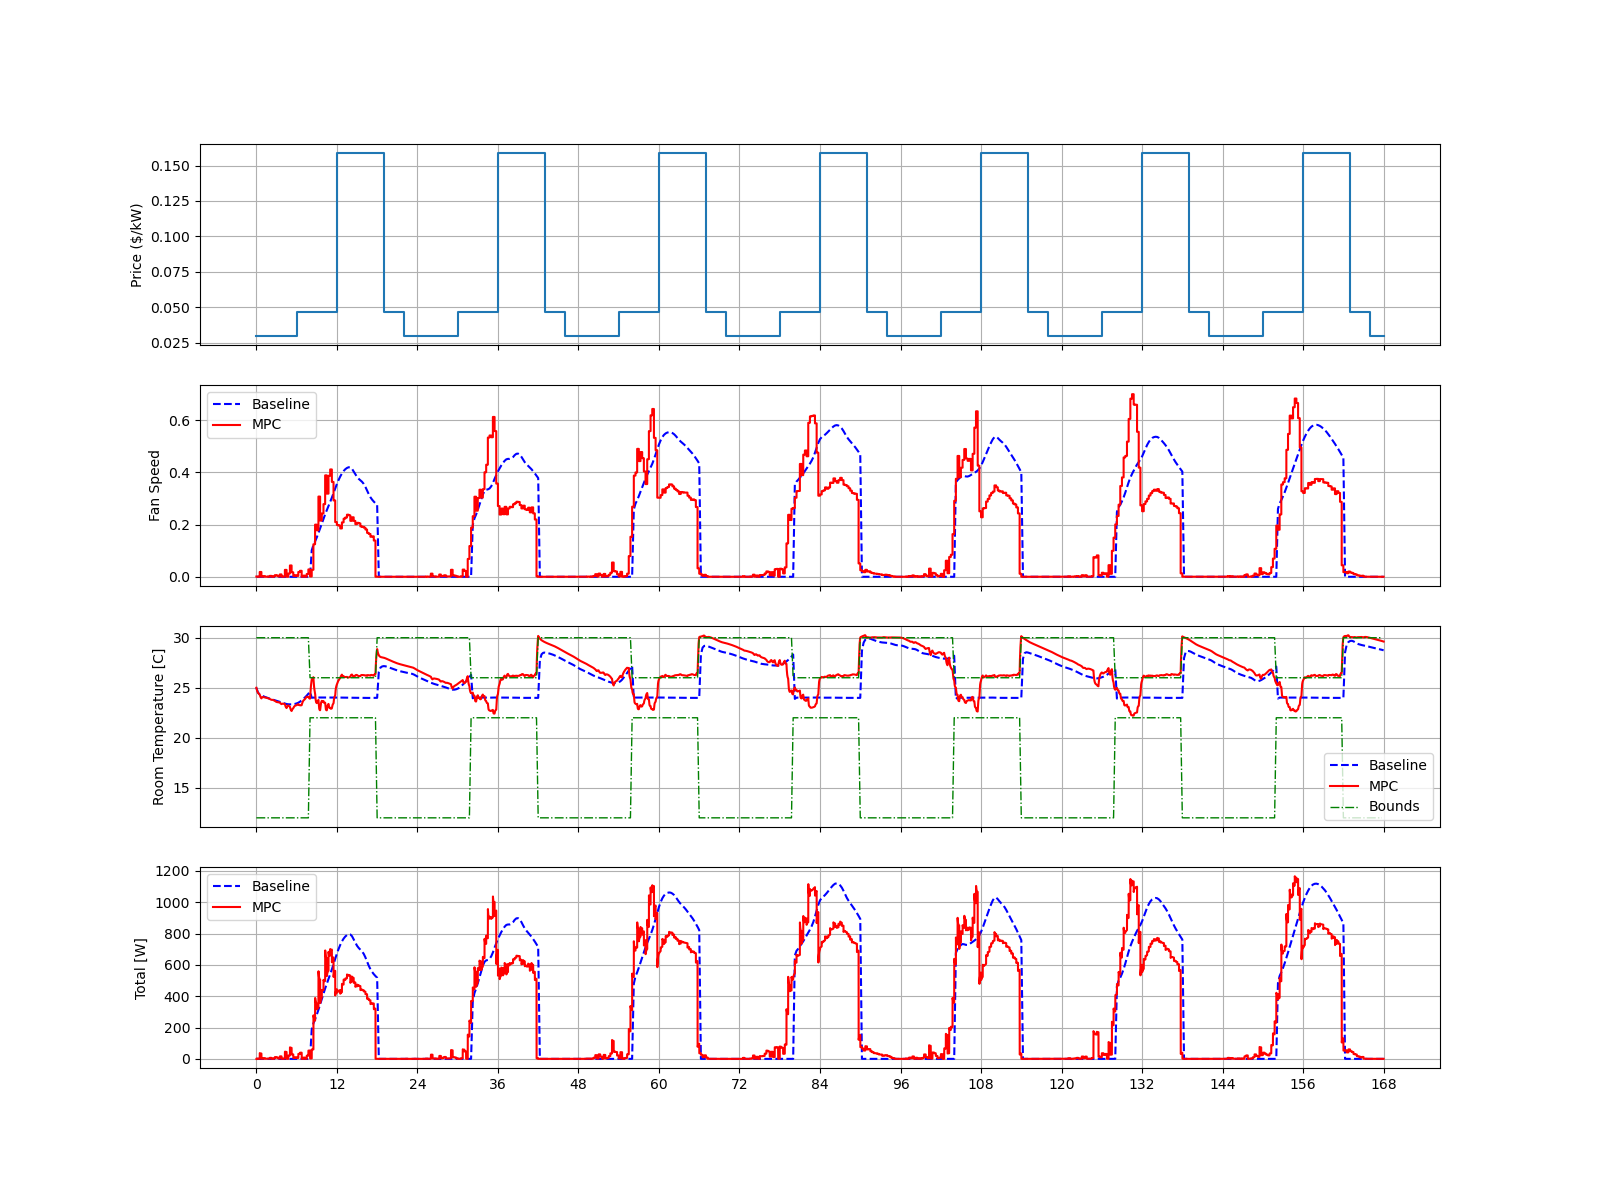 0.150
0.125
0.100
0.075
0.050
0.025
Price ($/kW)
0.6
0.4
0.2
0.0
Fan Speed
Baseline
MPC
30
25
20
15
Room Temperature [C]
Baseline
MPC
Bounds
1200
1000
800
600
400
200
0
Total [W]
Baseline
MPC
0 12 24 36 48 60 72 84 96 108 120 132 144 156 168